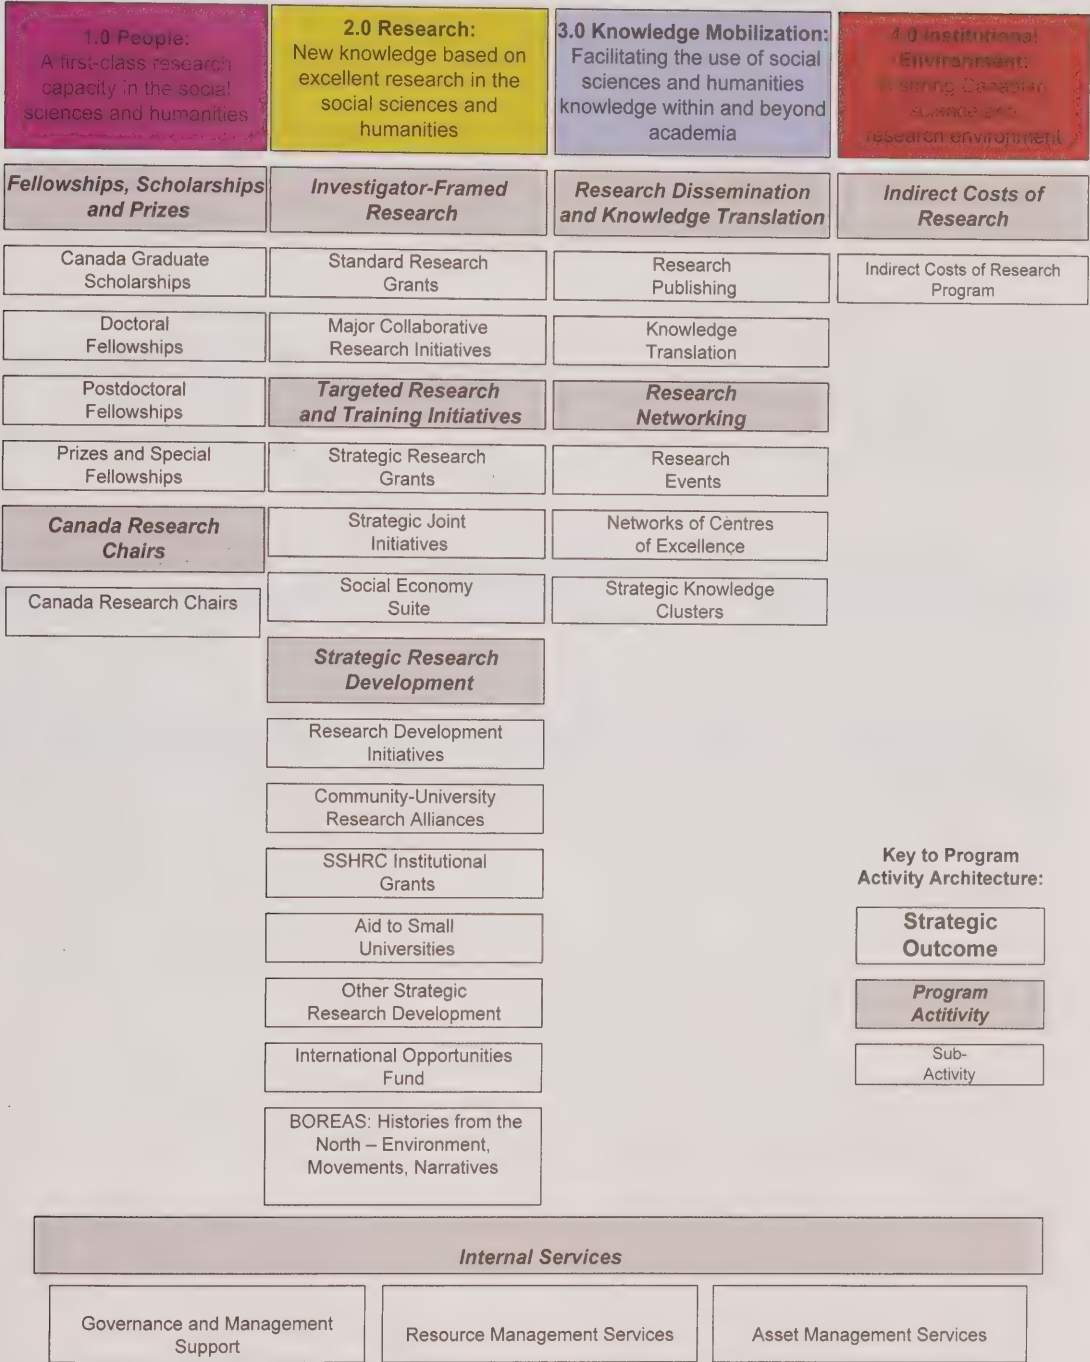 1.0 People:
A first-class research
capacity in the social
sciences and humanities
2.0 Research:
New knowledge based on
excellent research in the
social sciences and
humanities
3.0 Knowledge Mobilization:
Facilitating the use of social
sciences and humanities
knowledge within and beyond
academia
4.0 Institutional
Environment:
Canadian
science and
research environment
Fellowships, Scholarships
and Prizes
Canada Graduate
Scholarships
Doctoral
Fellowships
Postdoctoral
Fellowships
Prizes and Special
Fellowships
Canada Research
Chairs
Canada Research Chairs
Investigator-Framed
Research
Standard Research
Grants
Major Collaborative
Research Initiatives
Targeted Research
and Training Initiatives
Strategic Research
Grants
Strategic Joint
Initiatives
Social Economy
Suite
Strategic Research
Development
Research Development
Initiatives
Community-University
Research Alliances
SSHRC Institutional
Grants
Aid to Small
Universities
Other Strategic
Research Development
International Opportunities
Fund
BOREAS: Histories from the
North – Environment,
Movements, Narratives
Research Dissemination
and Knowledge Translation
Research
Publishing
Knowledge
Translation
Research
Networking
Research
Events
Networks of Centres
of Excellence
Strategic Knowledge
Clusters
Indirect Costs of
Research
Indirect Costs of Research
Program
Key to Program
Activity Architecture:
Strategic
Outcome
Program
Actitivity
Sub-
Activity
Internal Services
Governance and Management
Support
Resource Management Services
Asset Management Services